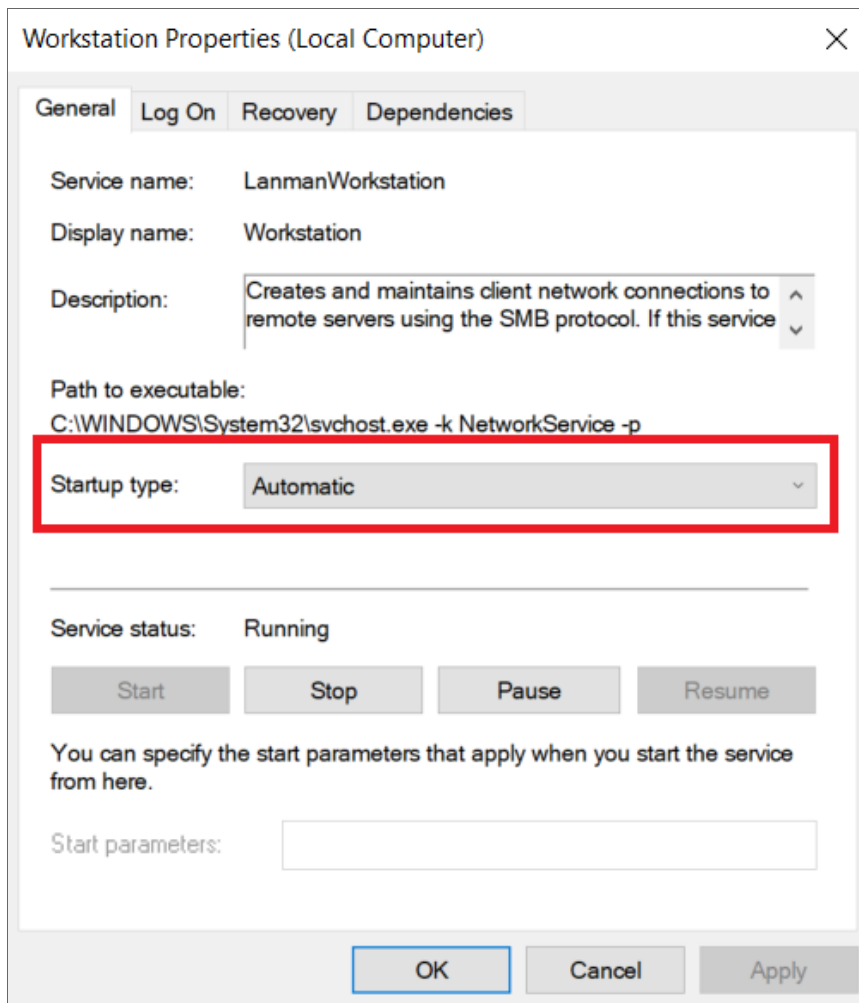 Workstation Properties (Local Computer)
General Log On Recovery Dependencies
Service name: LanmanWorkstation
Display name: Workstation
Description: Creates and maintains client network connections to
remote servers using the SMB protocol. If this service
Path to executable:
C:\WINDOWS\System32\svchost.exe -k NetworkService -p
Startup type: Automatic
Service status: Running
Start Stop Pause Resume
You can specify the start parameters that apply when you start the service
from here.
Start parameters:
OK Cancel Apply